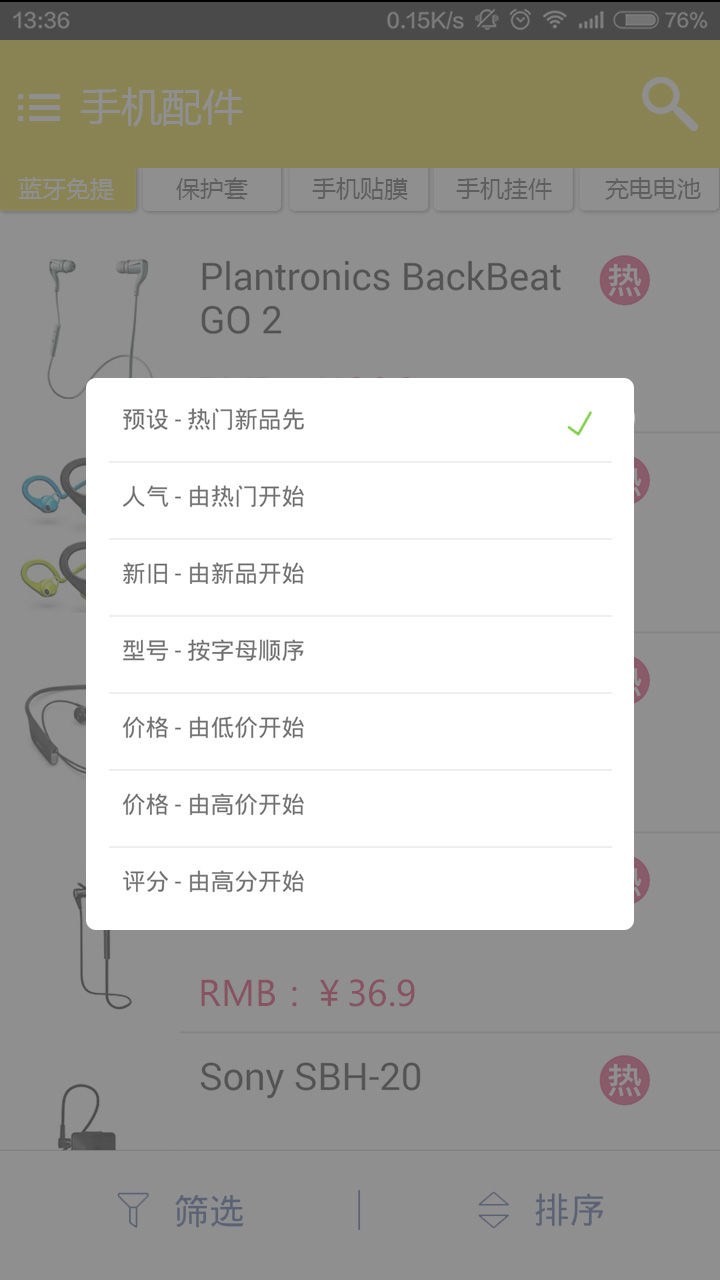 13:36
0.15K/s 76%
手机配件
蓝牙免提 保护套 手机贴膜 手机挂件 充电电池
Plantronics BackBeat
GO 2
热
预设 - 热门新品先
人气 - 由热门开始
新旧 - 由新品开始
型号 - 按字母顺序
价格 - 由低价开始
价格 - 由高价开始
评分 - 由高分开始
RMB： ¥ 36.9
Sony SBH-20
热
筛选
排序